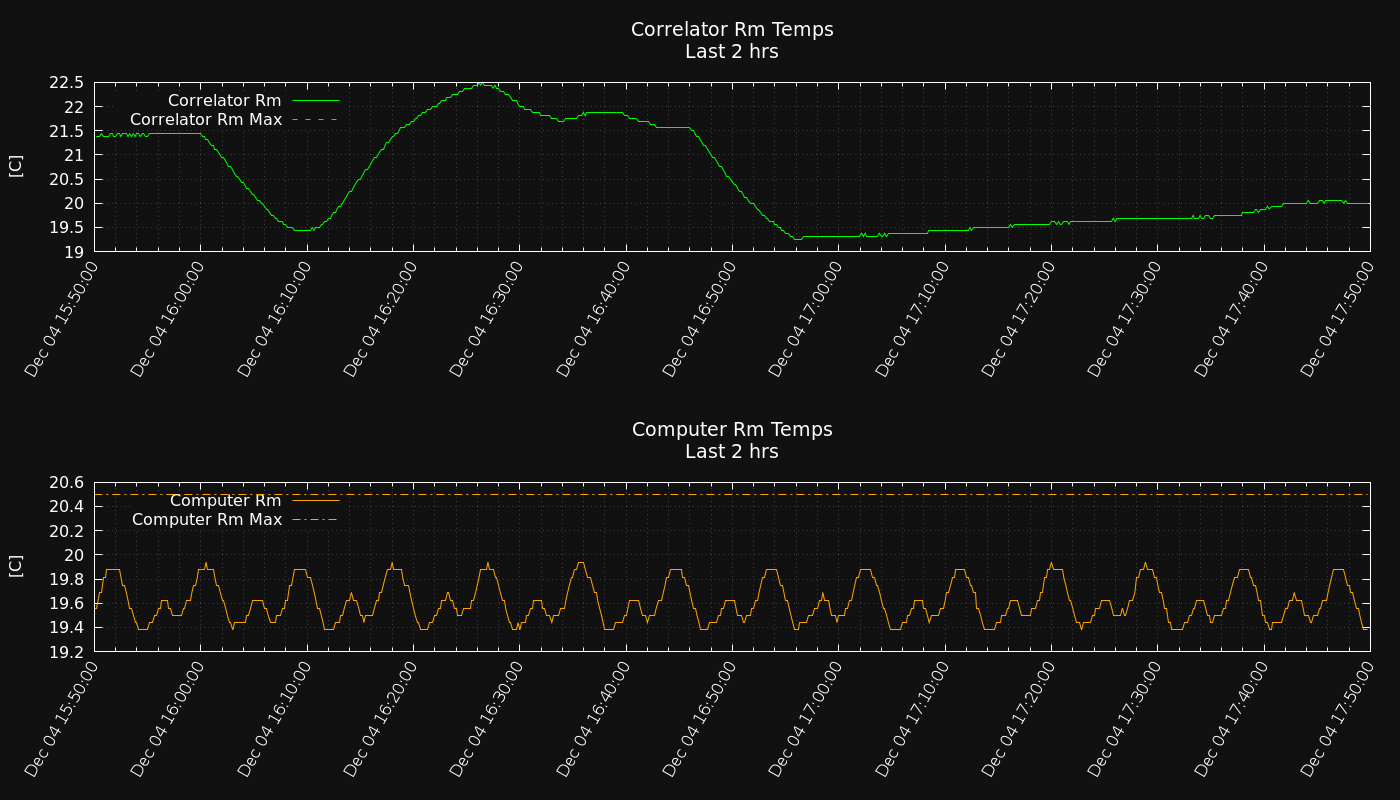 Correlator Rm Temps
Last 2 hrs
Correlator Rm
Correlator Rm Max
[C]
22.5
22
21.5
21
20.5
20
19.5
19
Dec 04 15:50:00
Dec 04 16:00:00
Dec 04 16:10:00
Dec 04 16:20:00
Dec 04 16:30:00
Dec 04 16:40:00
Dec 04 16:50:00
Dec 04 17:00:00
Dec 04 17:10:00
Dec 04 17:20:00
Dec 04 17:30:00
Dec 04 17:40:00
Dec 04 17:50:00
Computer Rm Temps
Last 2 hrs
Computer Rm
Computer Rm Max
[C]
20.6
20.4
20.2
20
19.8
19.6
19.4
19.2
Dec 04 15:50:00
Dec 04 16:00:00
Dec 04 16:10:00
Dec 04 16:20:00
Dec 04 16:30:00
Dec 04 16:40:00
Dec 04 16:50:00
Dec 04 17:00:00
Dec 04 17:10:00
Dec 04 17:20:00
Dec 04 17:30:00
Dec 04 17:40:00
Dec 04 17:50:00